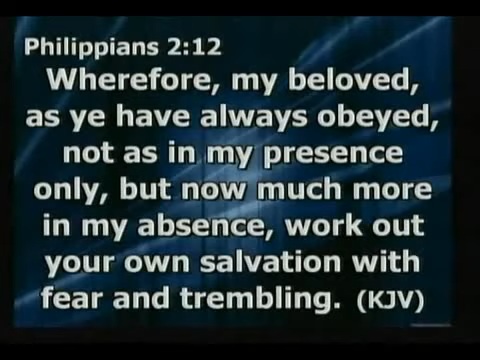 Philippians 2:12
Wherefore, my beloved,
as ye have always obeyed,
not as in my presence
only, but now much more
in my absence, work out
your own salvation with
fear and trembling. (KJV)